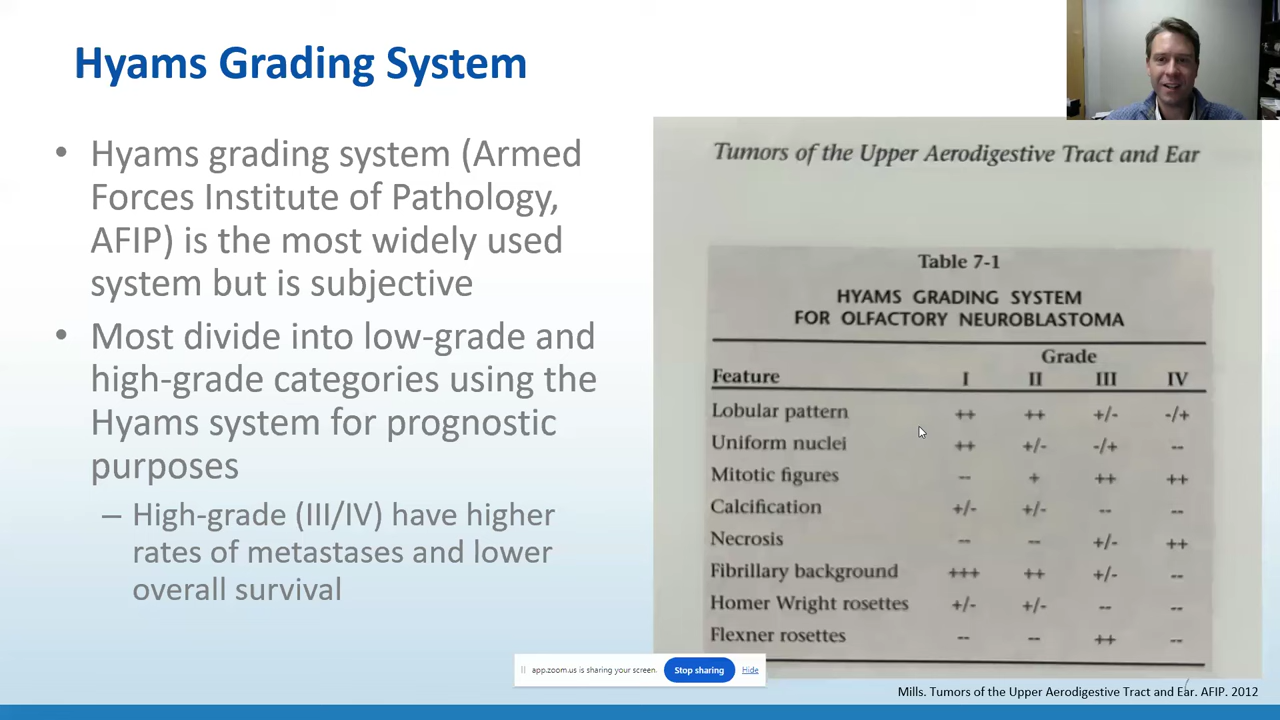 Hyams Grading System
• Hyams grading system (Armed
Forces Institute of Pathology,
AFIP) is the most widely used
system but is subjective
• Most divide into low-grade and
high-grade categories using the
Hyams system for prognostic
purposes
– High-grade (III/IV) have higher
rates of metastases and lower
overall survival
Tumors of the Upper Aerodigestive Tract and Ear
Table 7-1
HYAMS GRADING SYSTEM
FOR OLFACTORY NEUROBLASTOMA
Grade
Feature I II III IV
Lobular pattern ++ ++ +/- -/+
Uniform nuclei ++ +/- -/+ --
Mitotic figures -- + ++ ++
Calcification +/- +/- -- --
Necrosis -- -- +/- ++
Fibrillary background +++ ++ +/- --
Homer Wright rosettes +/- +/- -- --
Flexner rosettes -- -- ++ --
app.zoom.us is sharing your screen. Stop sharing Hide
Mills. Tumors of the Upper Aerodigestive Tract and Ear. AFIP. 2012